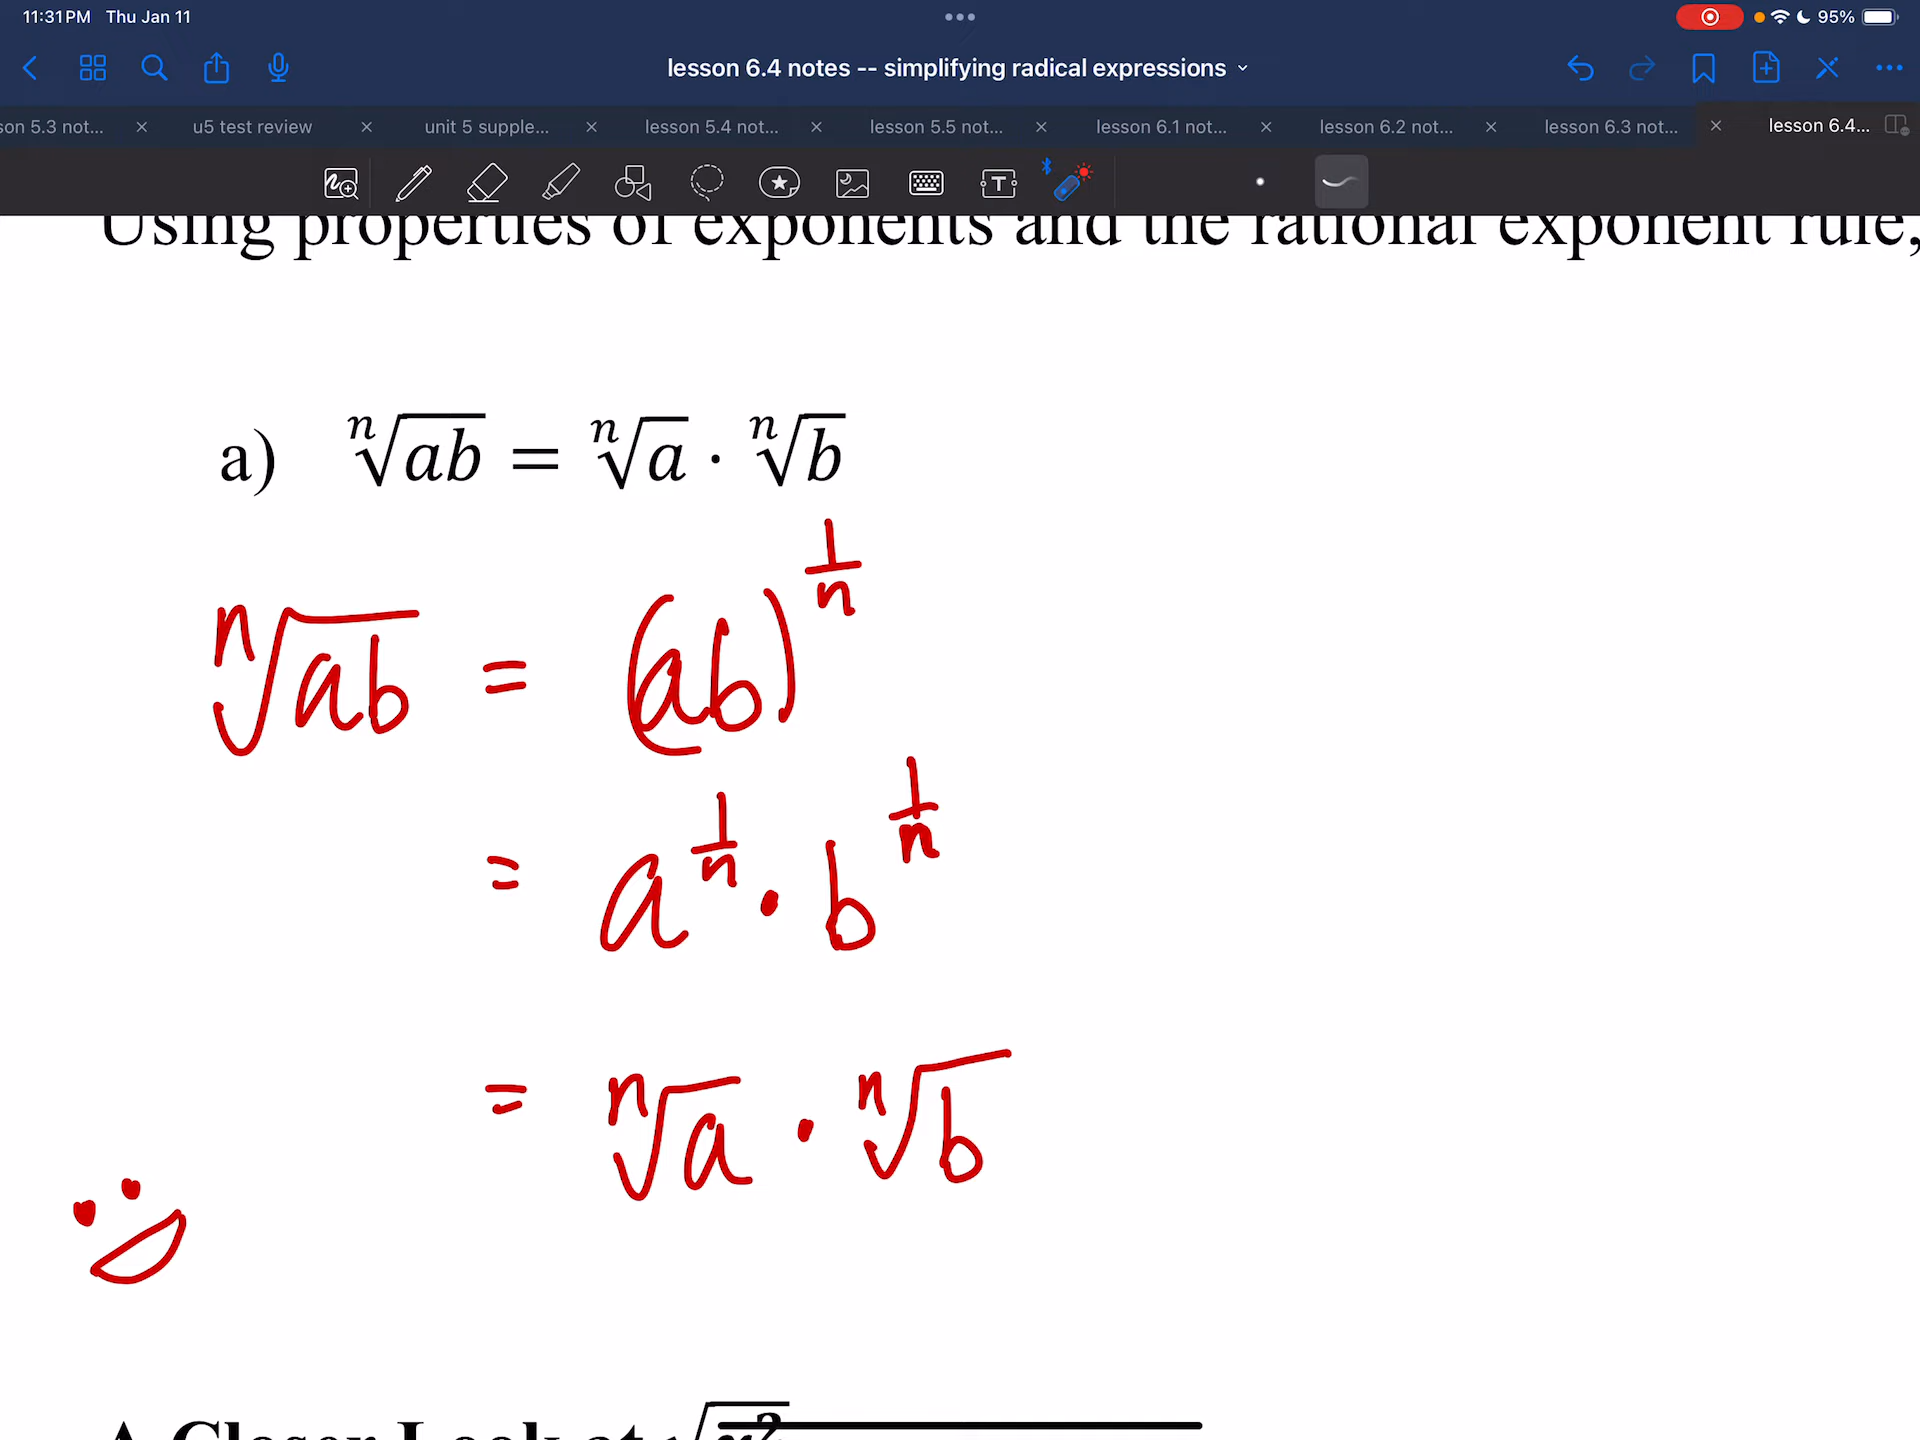 11:31 PM Thu Jan 11 95%
lesson 6.4 notes -- simplifying radical expressions
son 5.3 not... u5 test review unit 5 supple... lesson 5.4 not... lesson 5.5 not... lesson 6.1 not... lesson 6.2 not... lesson 6.3 not... lesson 6.4...
Using properties of exponents and the rational exponent rule,
a) ⁿ√ab = ⁿ√a · ⁿ√b
ⁿ√ab = (ab)^(1/n)
= a^(1/n) · b^(1/n)
= ⁿ√a · ⁿ√b
A Closer Look at